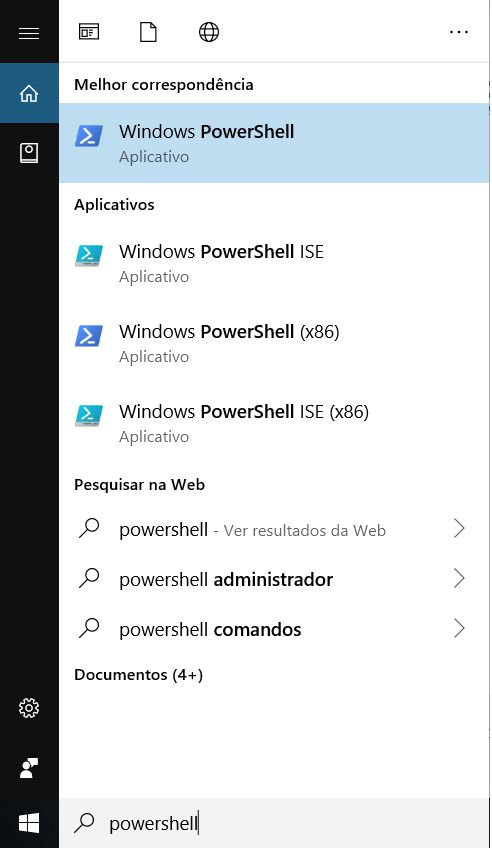 Melhor correspondência
Windows PowerShell
Aplicativo
Aplicativos
Windows PowerShell ISE
Aplicativo
Windows PowerShell (x86)
Aplicativo
Windows PowerShell ISE (x86)
Aplicativo
Pesquisar na Web
powershell - Ver resultados da Web
powershell administrador
powershell comandos
Documentos (4+)
powershell